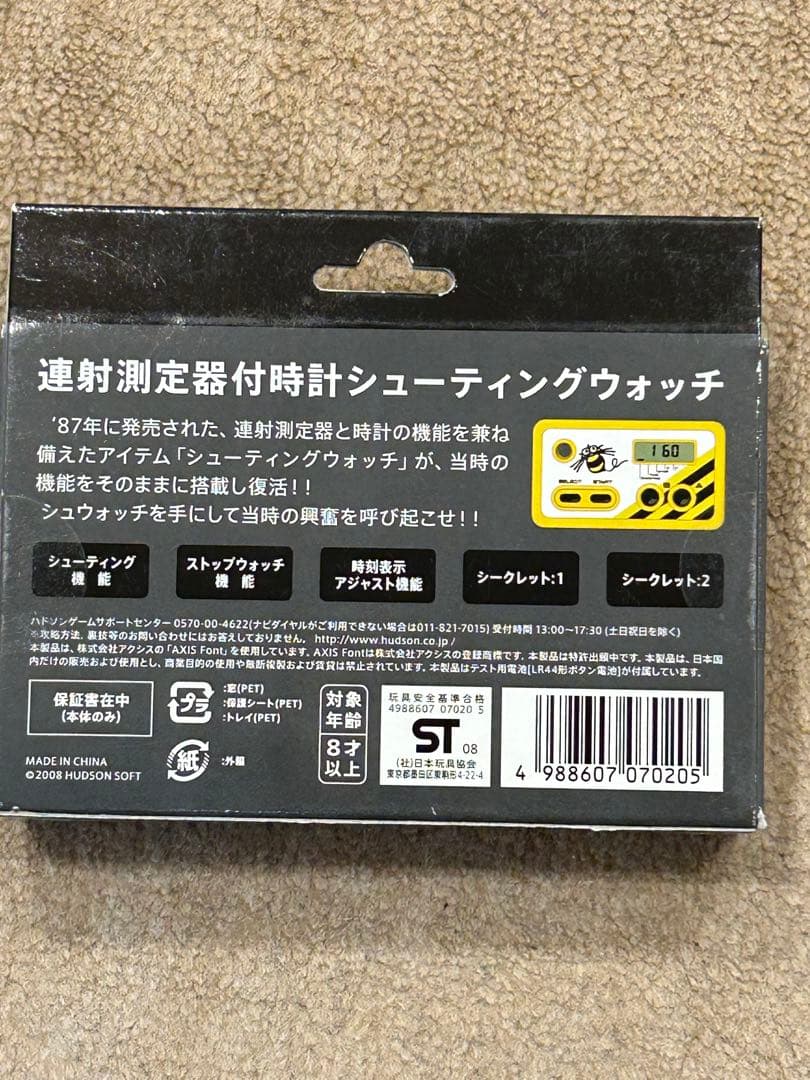 連射測定器付時計シューティングウォッチ
'87年に発売された、連射測定器と時計の機能を兼ね
備えたアイテム「シューティングウォッチ」が、当時の
機能をそのままに搭載し復活!!
シュウォッチを手にして当時の興奮を呼び起こせ!!
160
SELECT START
シューティング
機 能
ストップウォッチ
機 能
時刻表示
アジャスト機能
シークレット:1
シークレット:2
ハドソンゲームサポートセンター 0570-00-4622(ナビダイヤルがご利用できない場合は011-821-7015) 受付時間 13:00〜17:30 (土日祝日を除く)
※攻略方法、裏技等のお問い合わせにはお答えしておりません。 http://www.hudson.co.jp/
本製品は、株式会社アクシスの「AXIS Font」を使用しています。AXIS Fontは株式会社アクシスの登録商標です。本製品は特許出願中です。本製品は、日本国
内だけの販売および使用とし、商業目的の使用や無断複製および賃貸は禁止されています。本製品はテスト用電池[LR44形ボタン電池]が付属しています。
保証書在中
(本体のみ)
プラ
:窓(PET)
:保護シート(PET)
:トレイ(PET)
紙
:外箱
MADE IN CHINA
©2008 HUDSON SOFT
対象
年齢
8才
以上
玩具安全基準合格
4988607 07020 5
ST 08
(社)日本玩具協会
東京都墨田区東駒形4-22-4
4 988607 070205